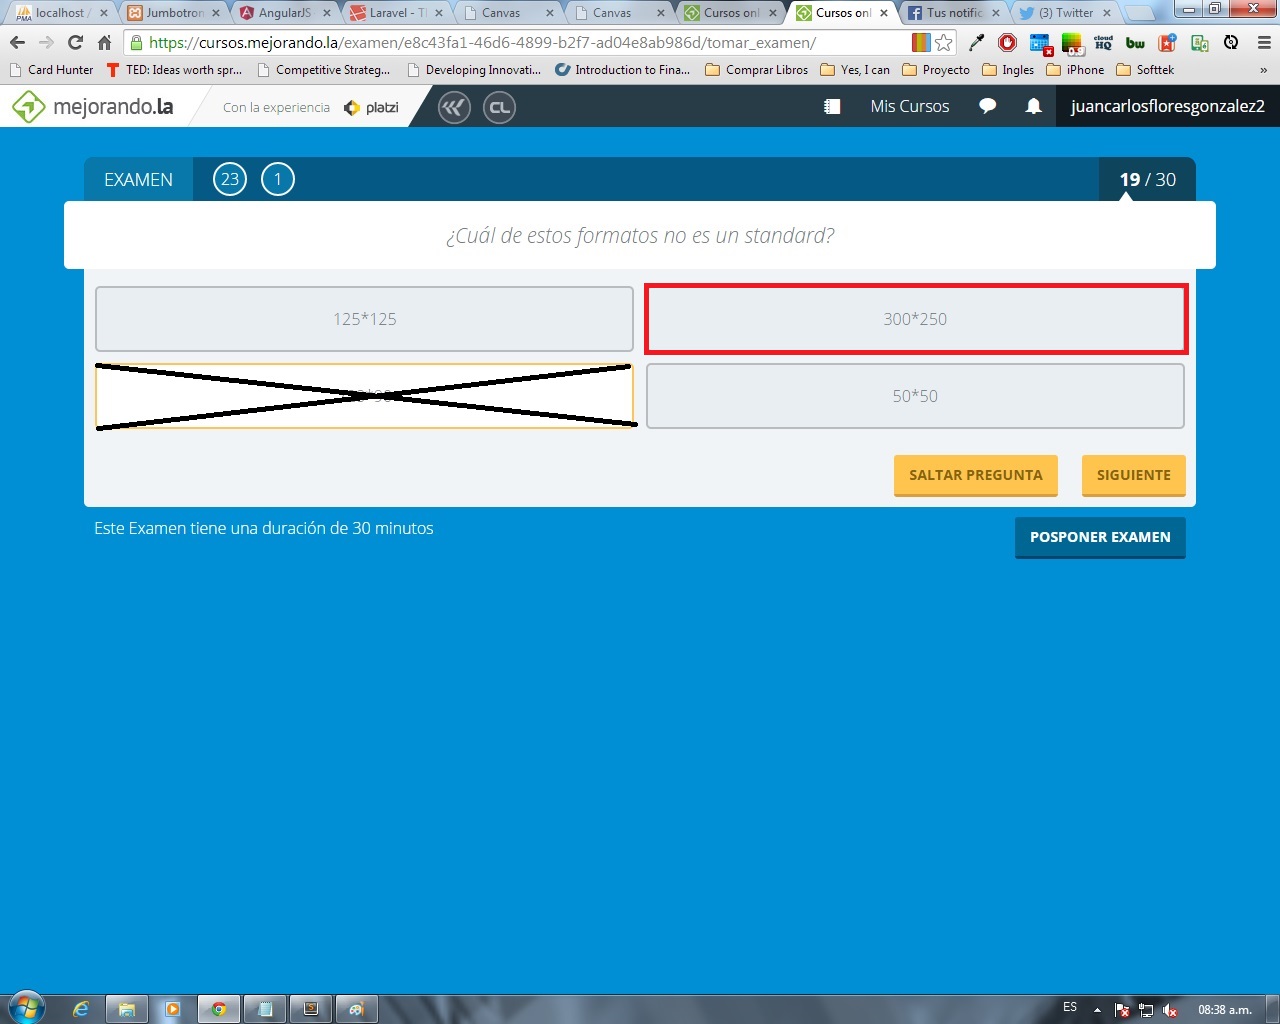 localhost /
Jumbotron
AngularJS
Laravel - Tl
Canvas
Canvas
Cursos onl
Cursos onl
Tus notific
(3) Twitter
https://cursos.mejorando.la/examen/e8c43fa1-46d6-4899-b2f7-ad04e8ab986d/tomar_examen/
cloud
HQ
bw
Card Hunter
TED: Ideas worth spr...
Competitive Strateg...
Developing Innovati...
Introduction to Fina...
Comprar Libros
Yes, I can
Proyecto
Ingles
iPhone
Softtek
»
mejorando.la
Con la experiencia
platzi
CL
Mis Cursos
juancarlosfloresgonzalez2
EXAMEN
23
1
19 / 30
¿Cuál de estos formatos no es un standard?
125*125
300*250
50*50
SALTAR PREGUNTA
SIGUIENTE
Este Examen tiene una duración de 30 minutos
POSPONER EXAMEN
ES
08:38 a.m.